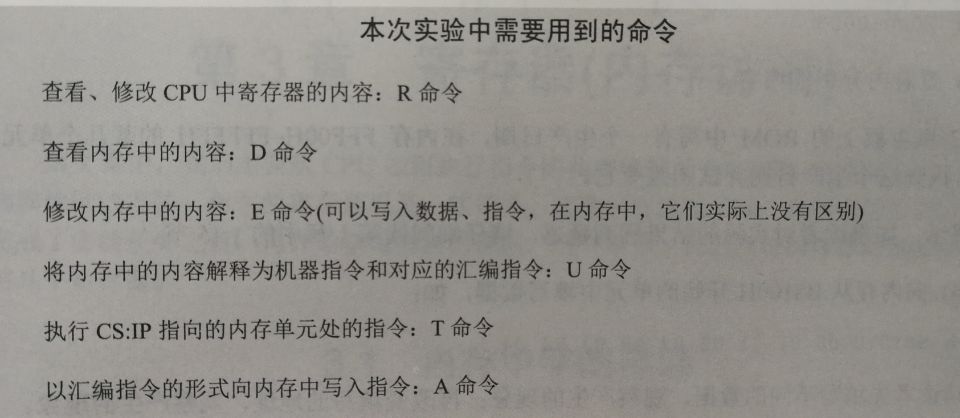 本次实验中需要用到的命令
查看、修改 CPU 中寄存器的内容：R 命令
查看内存中的内容：D 命令
修改内存中的内容：E 命令(可以写入数据、指令，在内存中，它们实际上没有区别)
将内存中的内容解释为机器指令和对应的汇编指令：U 命令
执行 CS:IP 指向的内存单元处的指令：T 命令
以汇编指令的形式向内存中写入指令：A 命令